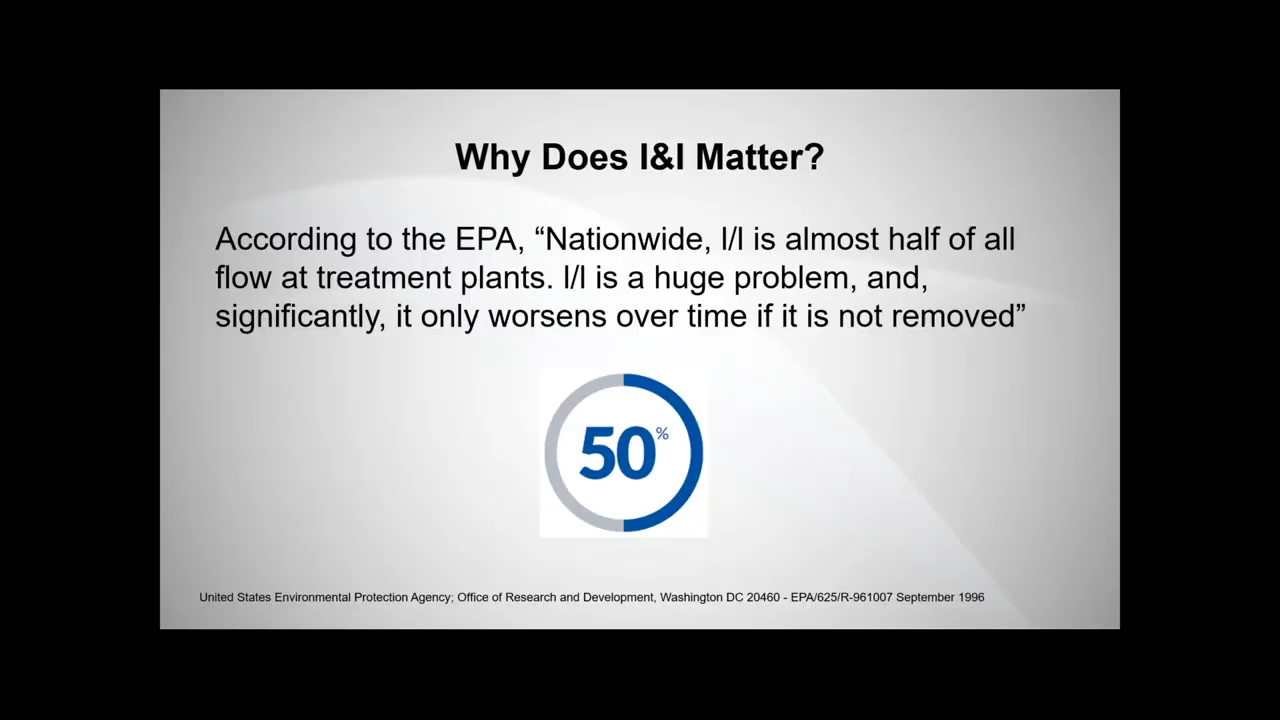 Why Does I&I Matter?
According to the EPA, “Nationwide, I/I is almost half of all
flow at treatment plants. I/I is a huge problem, and,
significantly, it only worsens over time if it is not removed”
50%
United States Environmental Protection Agency; Office of Research and Development, Washington DC 20460 - EPA/625/R-961007 September 1996